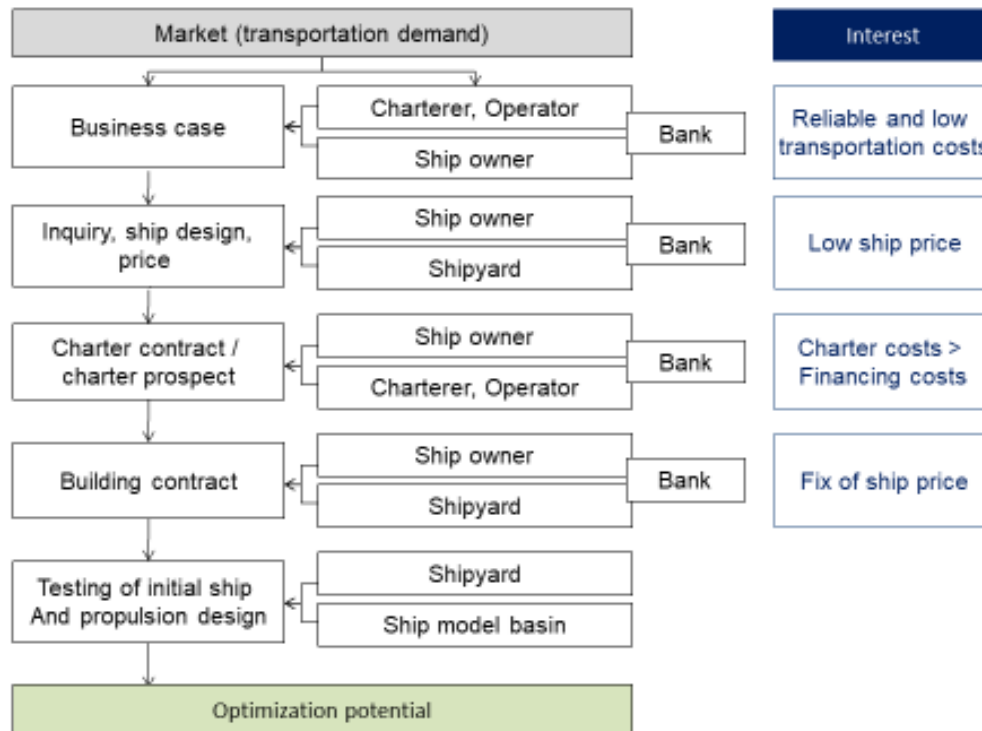 Market (transportation demand)
Interest
Business case
Charterer, Operator
Ship owner
Bank
Reliable and low
transportation costs
Inquiry, ship design,
price
Ship owner
Shipyard
Bank
Low ship price
Charter contract /
charter prospect
Ship owner
Charterer, Operator
Bank
Charter costs >
Financing costs
Building contract
Ship owner
Shipyard
Bank
Fix of ship price
Testing of initial ship
And propulsion design
Shipyard
Ship model basin
Optimization potential